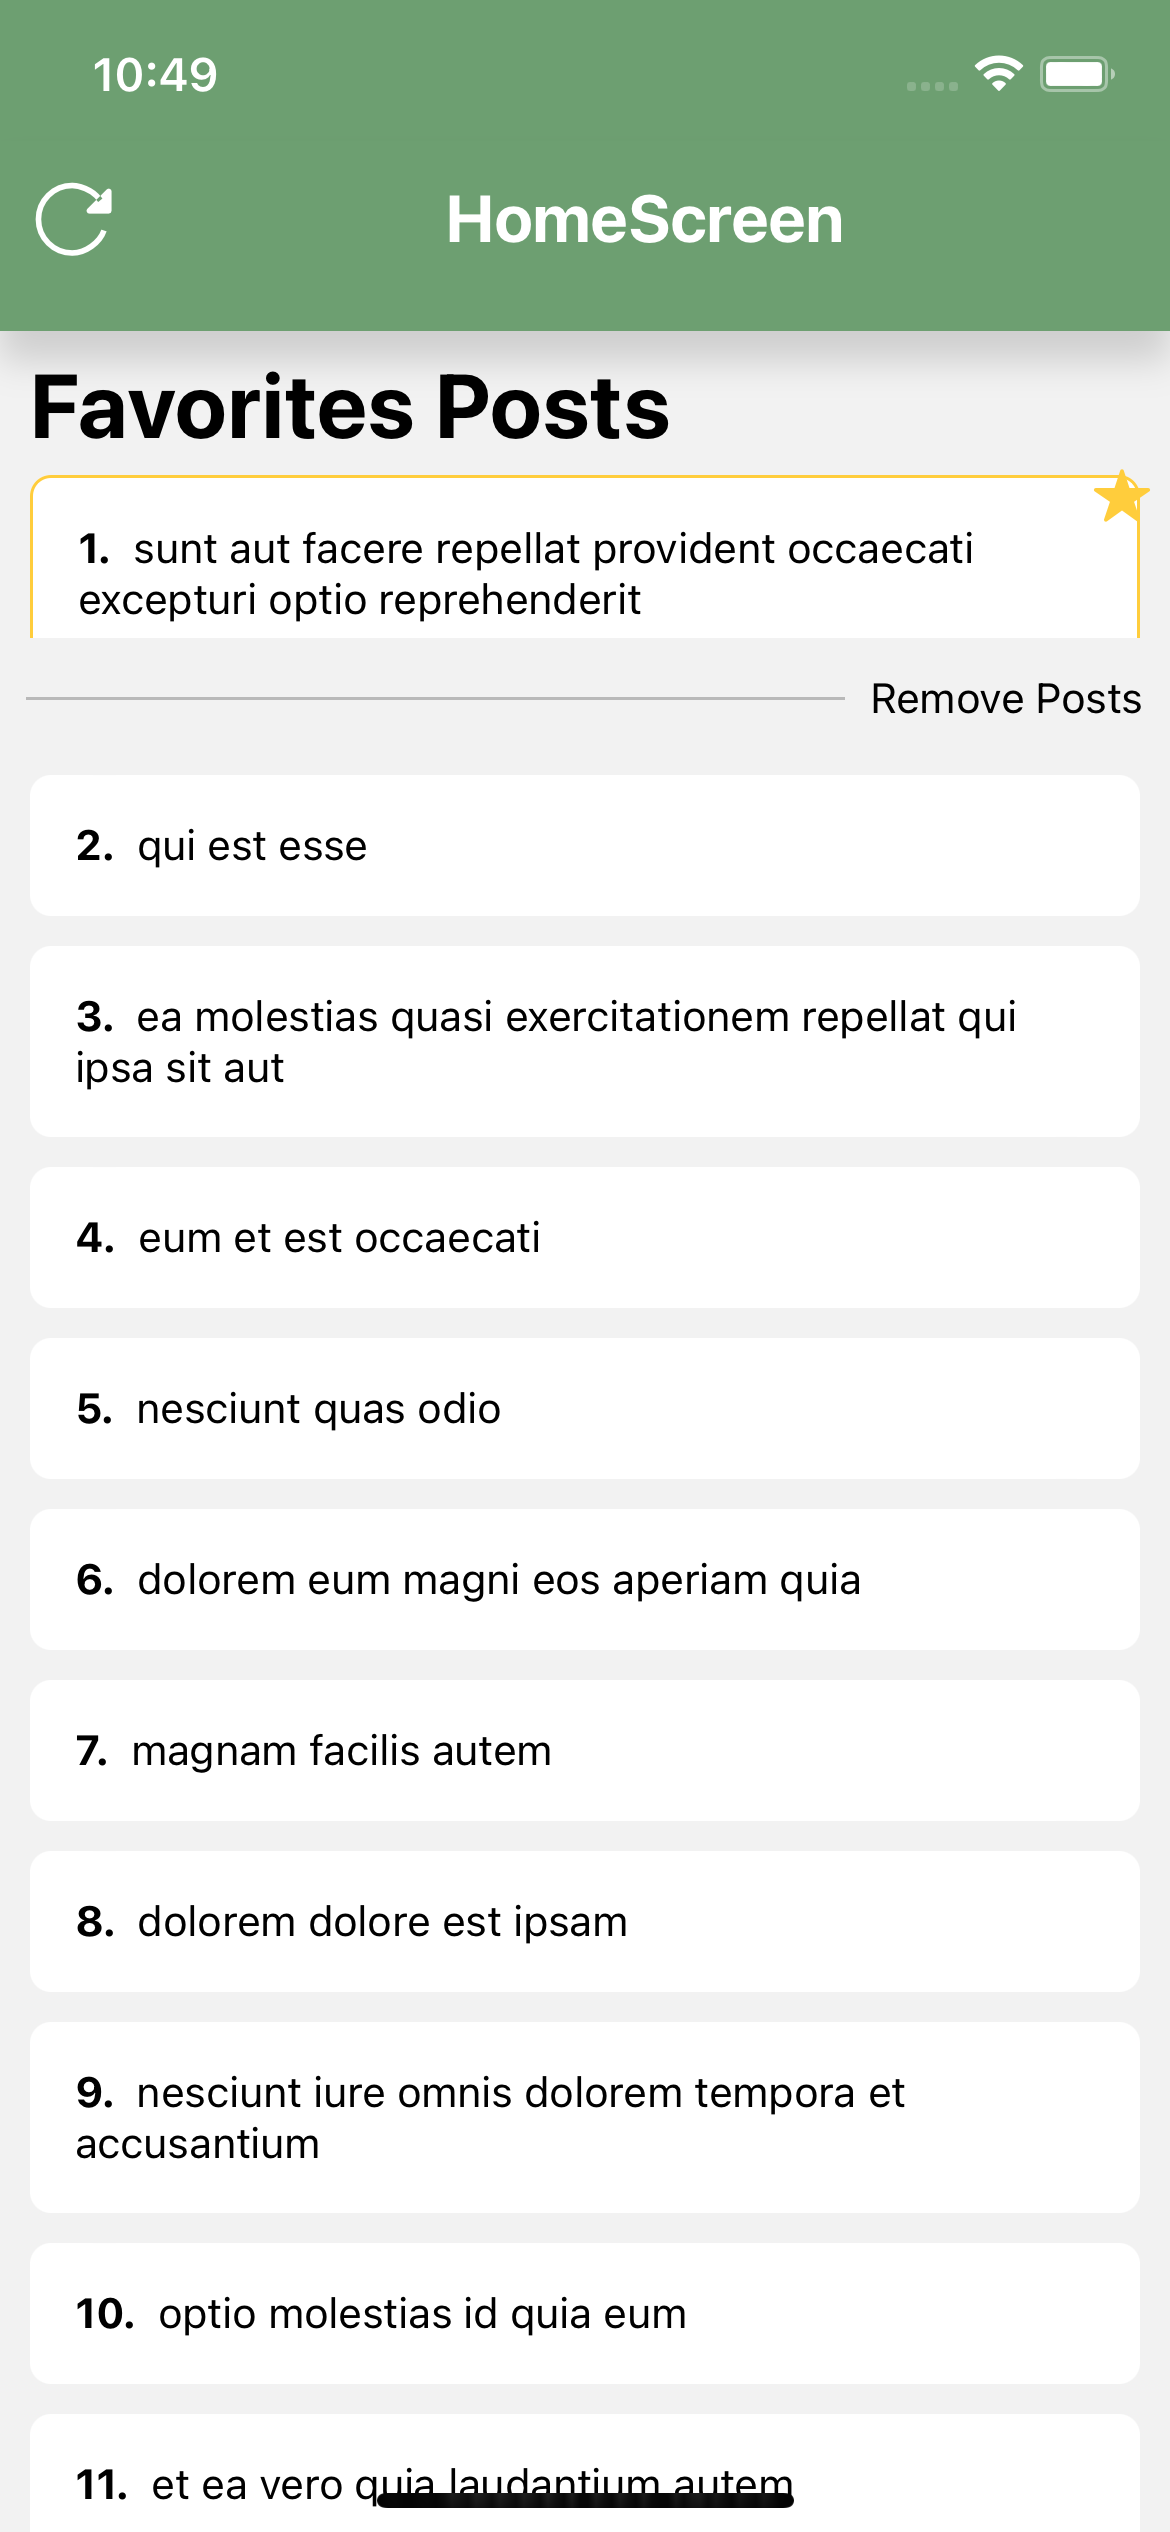 10:49
HomeScreen
Favorites Posts
1. sunt aut facere repellat provident occaecati
excepturi optio reprehenderit
Remove Posts
2. qui est esse
3. ea molestias quasi exercitationem repellat qui
ipsa sit aut
4. eum et est occaecati
5. nesciunt quas odio
6. dolorem eum magni eos aperiam quia
7. magnam facilis autem
8. dolorem dolore est ipsam
9. nesciunt iure omnis dolorem tempora et
accusantium
10. optio molestias id quia eum
11. et ea vero quia laudantium autem